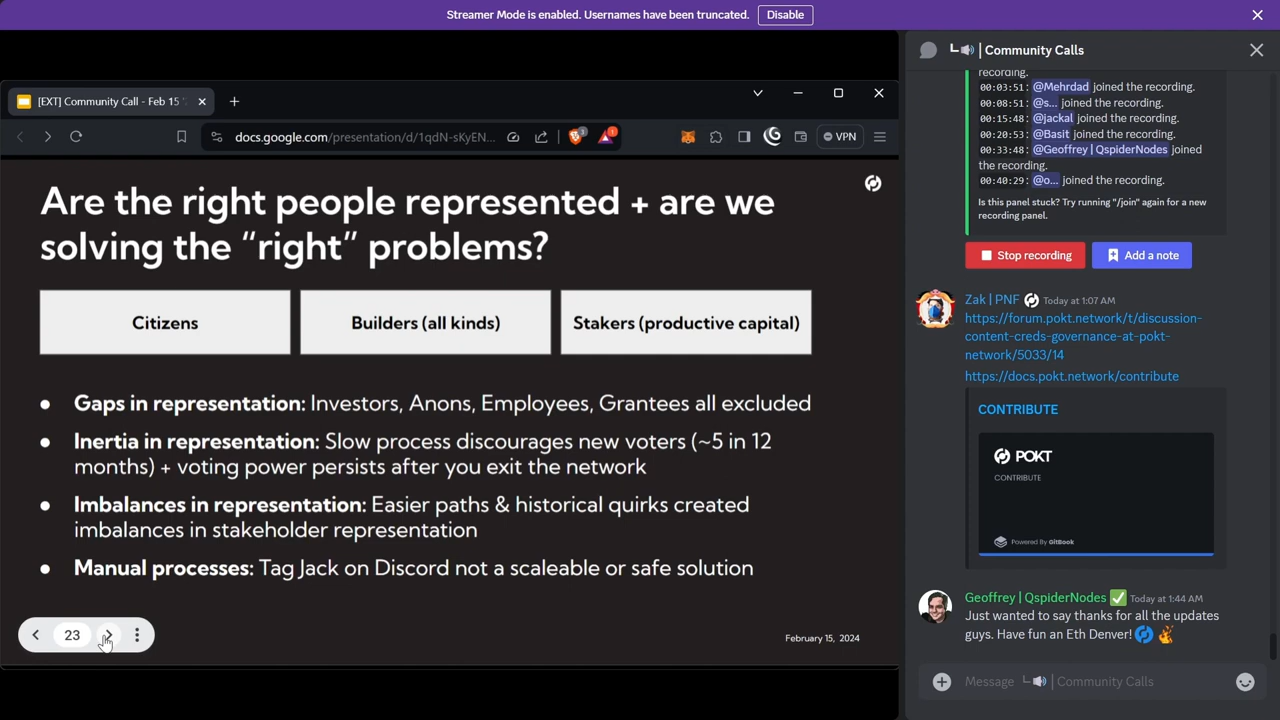 Streamer Mode is enabled. Usernames have been truncated.
Disable
[EXT] Community Call - Feb 15
docs.google.com/presentation/d/1qdN-skyEN...
3
1
VPN
Are the right people represented + are we
solving the “right” problems?
Citizens
Builders (all kinds)
Stakers (productive capital)
● Gaps in representation: Investors, Anons, Employees, Grantees all excluded
● Inertia in representation: Slow process discourages new voters (~5 in 12
months) + voting power persists after you exit the network
● Imbalances in representation: Easier paths & historical quirks created
imbalances in stakeholder representation
● Manual processes: Tag Jack on Discord not a scaleable or safe solution
23
February 15, 2024
Community Calls
recording.
00:03:51: @Mehrdad joined the recording.
00:08:51: @s... joined the recording.
00:15:48: @jackal joined the recording.
00:20:53: @Basit joined the recording.
00:33:48: @Geoffrey | QspiderNodes joined
the recording.
00:40:29: @o... joined the recording.
Is this panel stuck? Try running "/join" again for a new
recording panel.
Stop recording
Add a note
Zak | PNF Today at 1:07 AM
https://forum.pokt.network/t/discussion-
content-creds-governance-at-pokt-
network/5033/14
https://docs.pokt.network/contribute
CONTRIBUTE
POKT
CONTRIBUTE
Powered By GitBook
Geoffrey | QspiderNodes ✅ Today at 1:44 AM
Just wanted to say thanks for all the updates
guys. Have fun an Eth Denver!
Message Community Calls